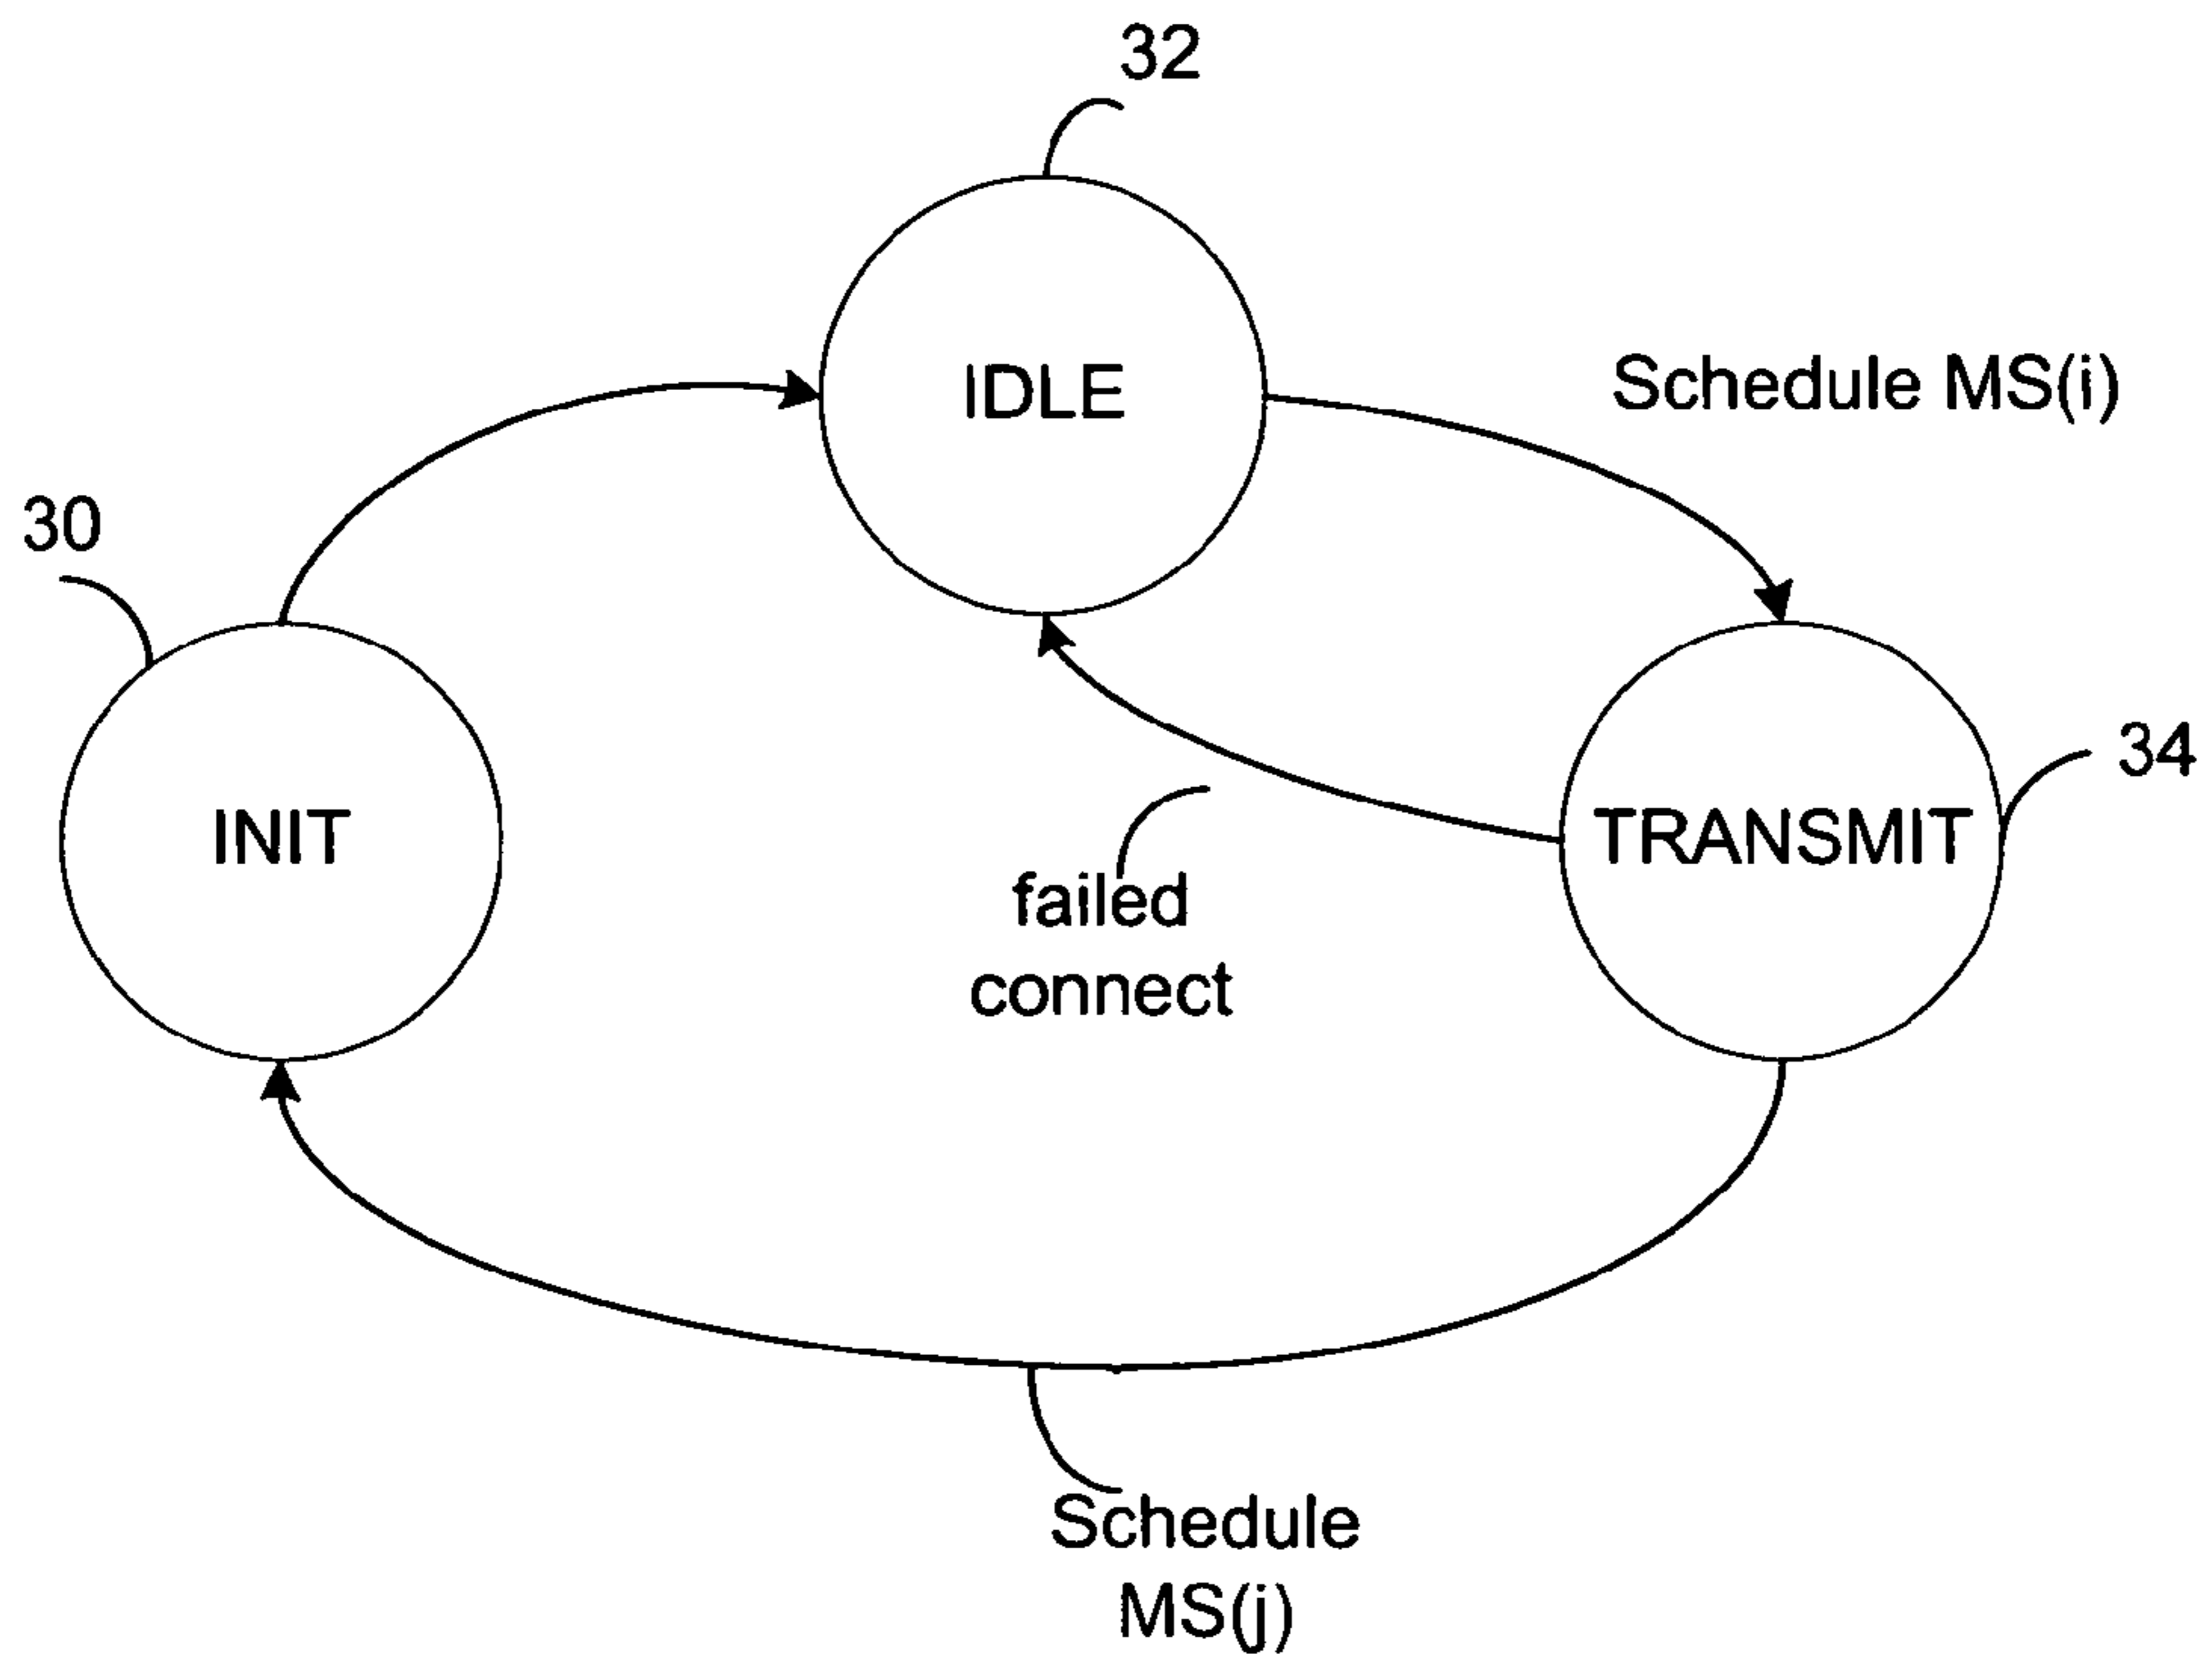 32
IDLE
Schedule MS(i)
30
INIT
TRANSMIT
34
failed
connect
Schedule
MS(j)